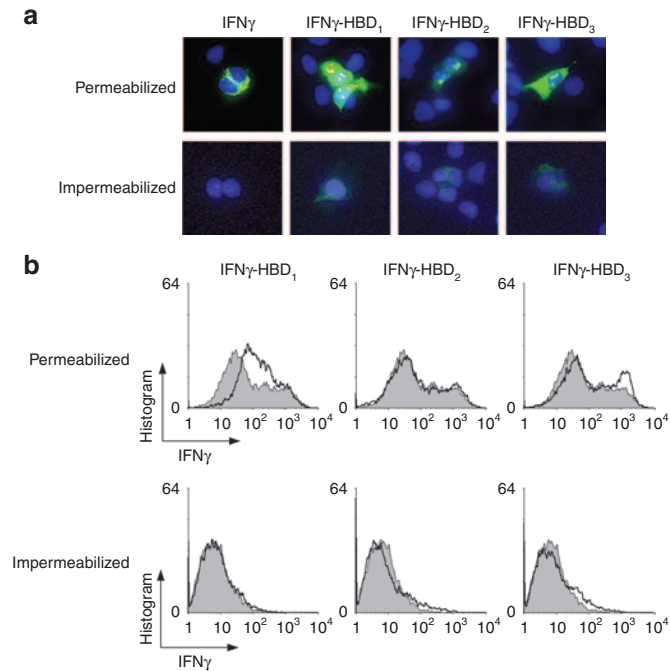 a
IFNγ IFNγ-HBD₁ IFNγ-HBD₂ IFNγ-HBD₃
Permeabilized
Impermeabilized
b
IFNγ-HBD₁ IFNγ-HBD₂ IFNγ-HBD₃
64 64 64
Permeabilized
Histogram
0 0 0
1 10 10² 10³ 10⁴ 1 10 10² 10³ 10⁴ 1 10 10² 10³ 10⁴
IFNγ
64 64 64
Impermeabilized
Histogram
0 0 0
1 10 10² 10³ 10⁴ 1 10 10² 10³ 10⁴ 1 10 10² 10³ 10⁴
IFNγ